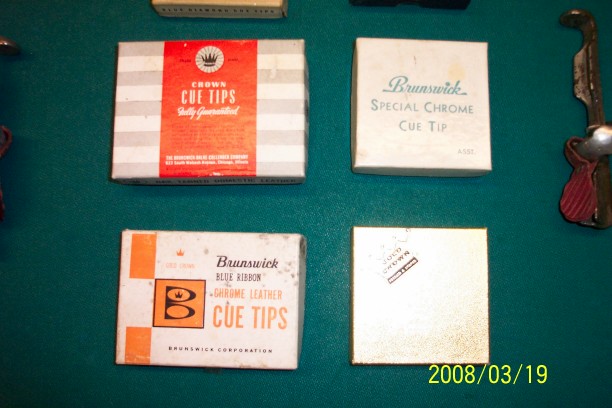 CROWN
CUE TIPS
Fully Guaranteed
THE BRUNSWICK BALKE COLLENDER COMPANY
Brunswick
SPECIAL CHROME
CUE TIP
Brunswick
BLUE RIBBON
CHROME LEATHER
CUE TIPS
BRUNSWICK CORPORATION
CROWN
2008/03/19